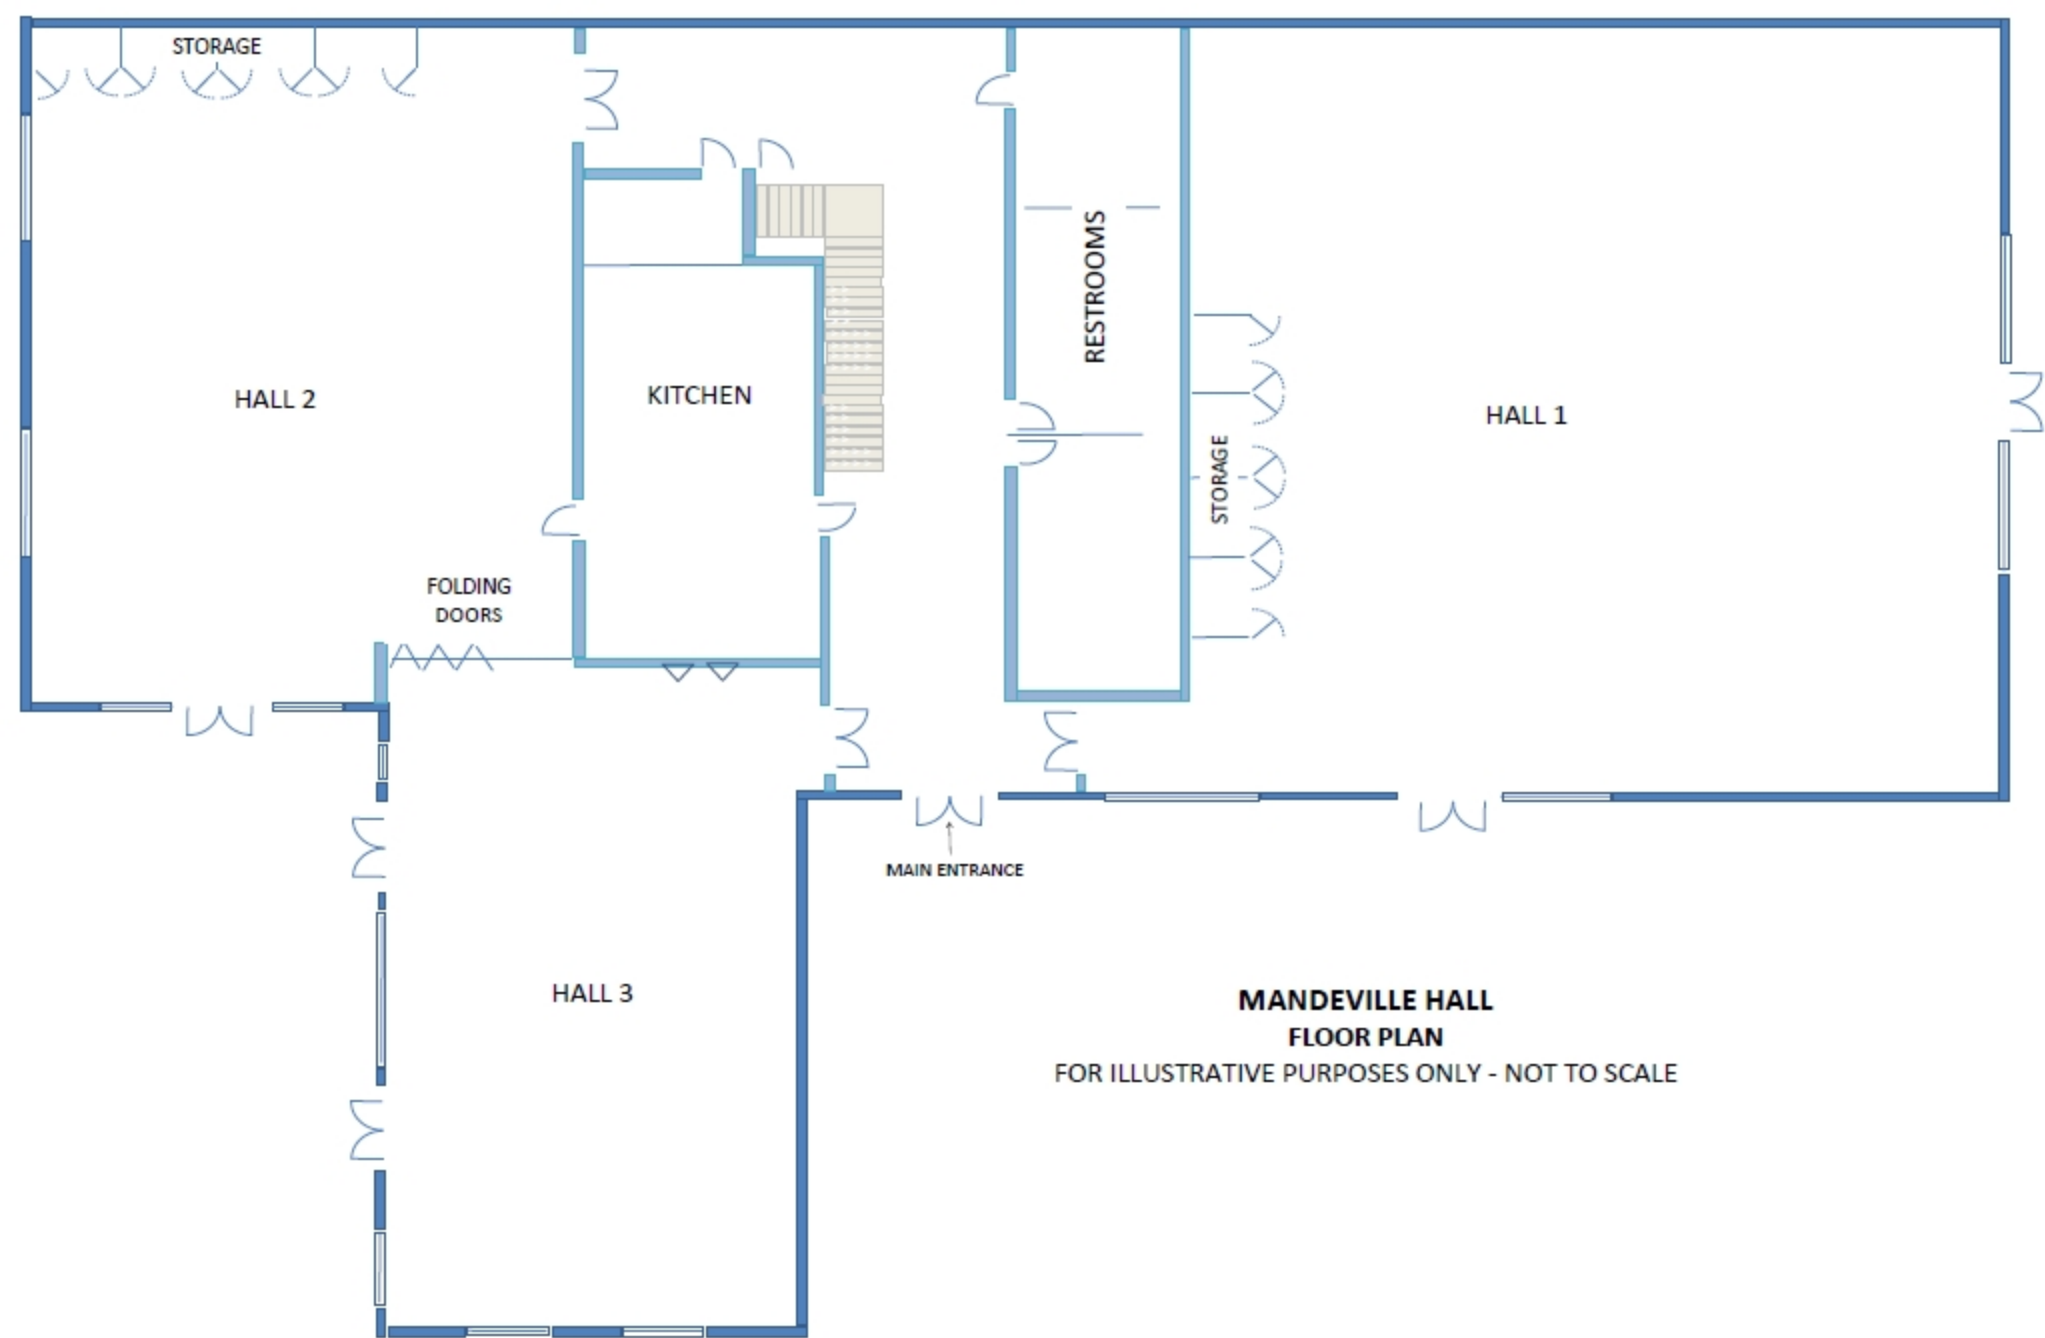 STORAGE
RESTROOMS
HALL 2
KITCHEN
HALL 1
STORAGE
FOLDING
DOORS
MAIN ENTRANCE
HALL 3
MANDEVILLE HALL
FLOOR PLAN
FOR ILLUSTRATIVE PURPOSES ONLY - NOT TO SCALE